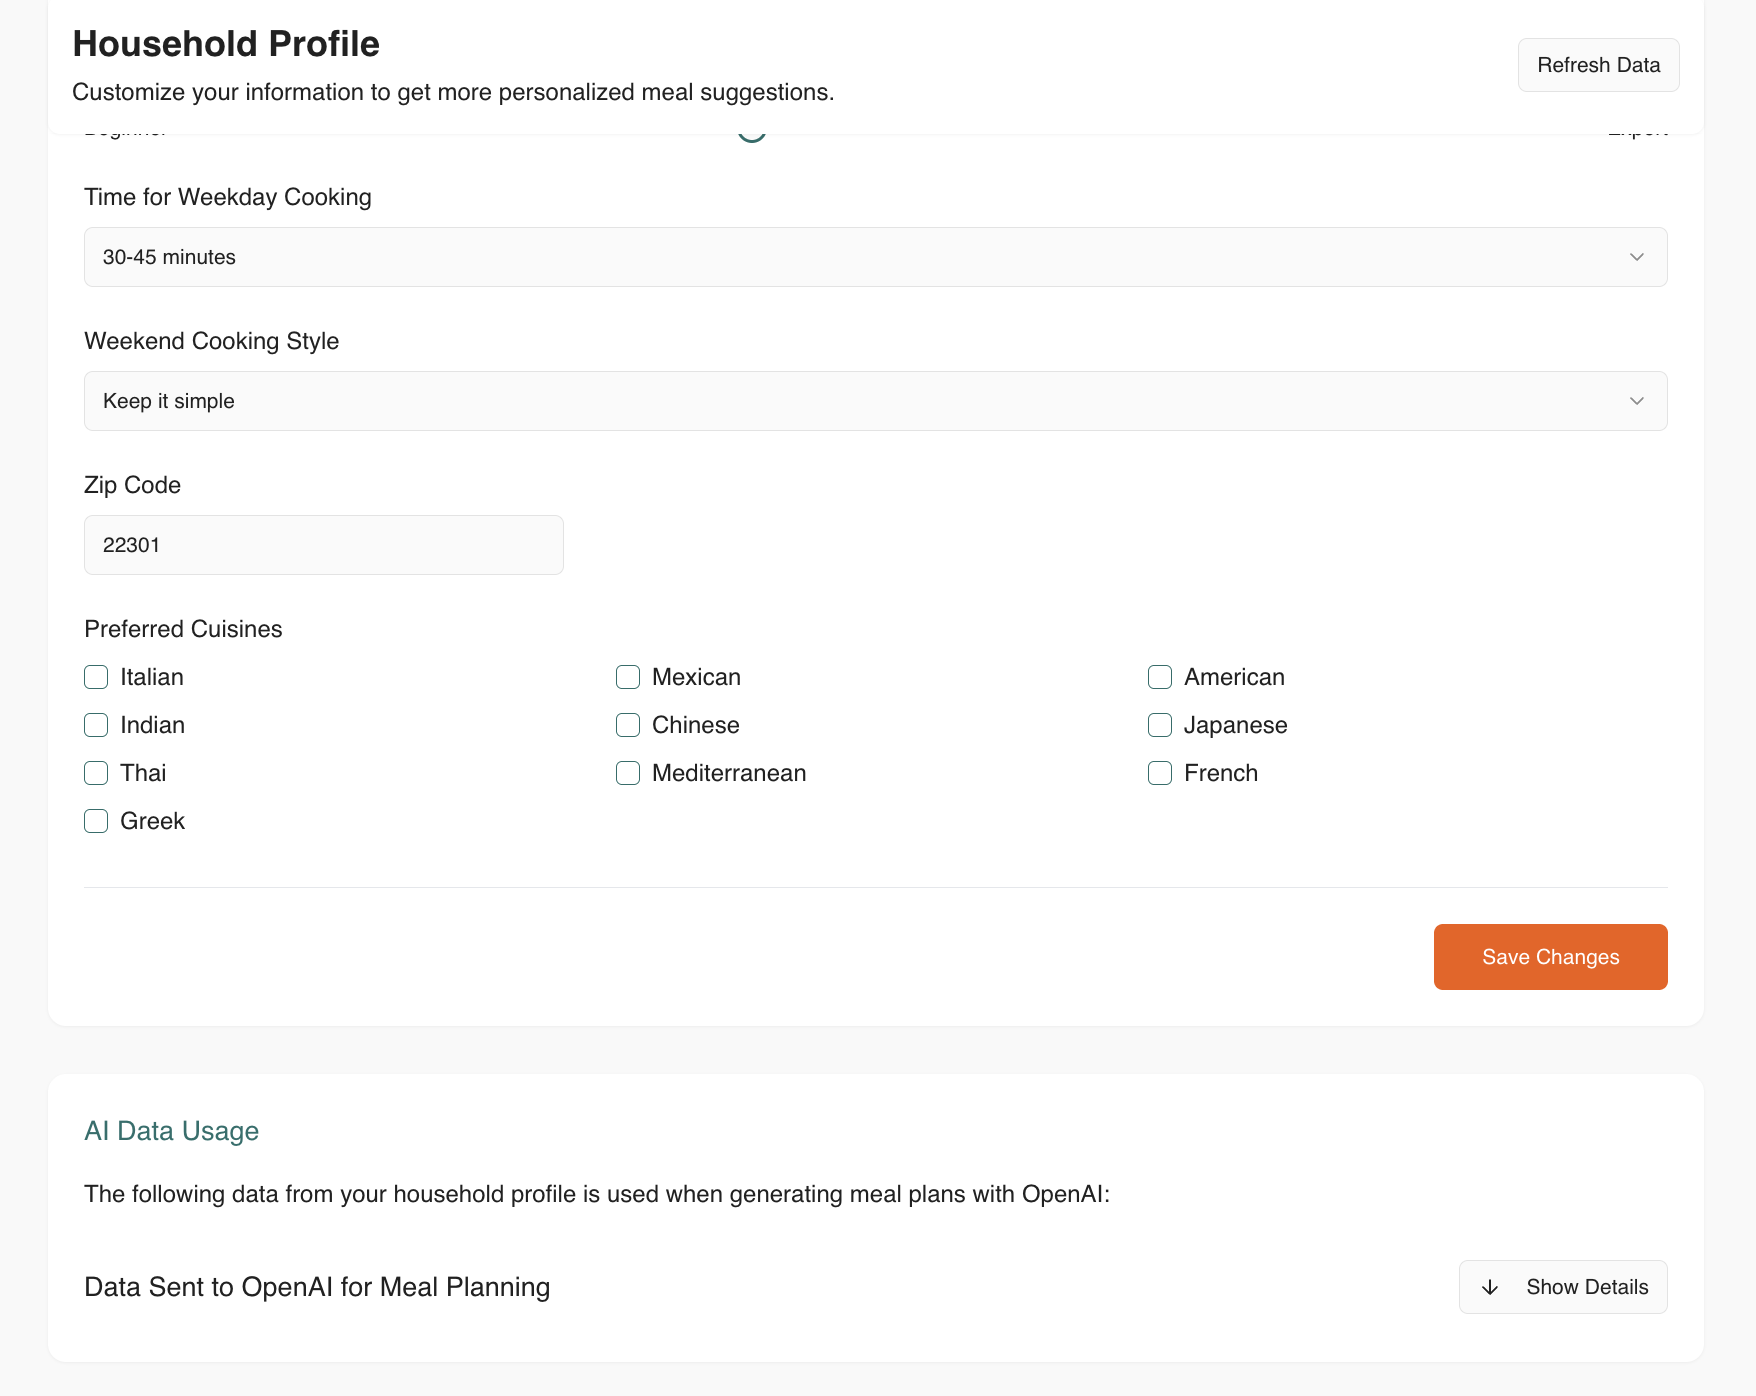 Household Profile
Customize your information to get more personalized meal suggestions.
Refresh Data
Beginner
Expert
Time for Weekday Cooking
30-45 minutes
Weekend Cooking Style
Keep it simple
Zip Code
22301
Preferred Cuisines
Italian
Mexican
American
Indian
Chinese
Japanese
Thai
Mediterranean
French
Greek
Save Changes
AI Data Usage
The following data from your household profile is used when generating meal plans with OpenAI:
Data Sent to OpenAI for Meal Planning
Show Details